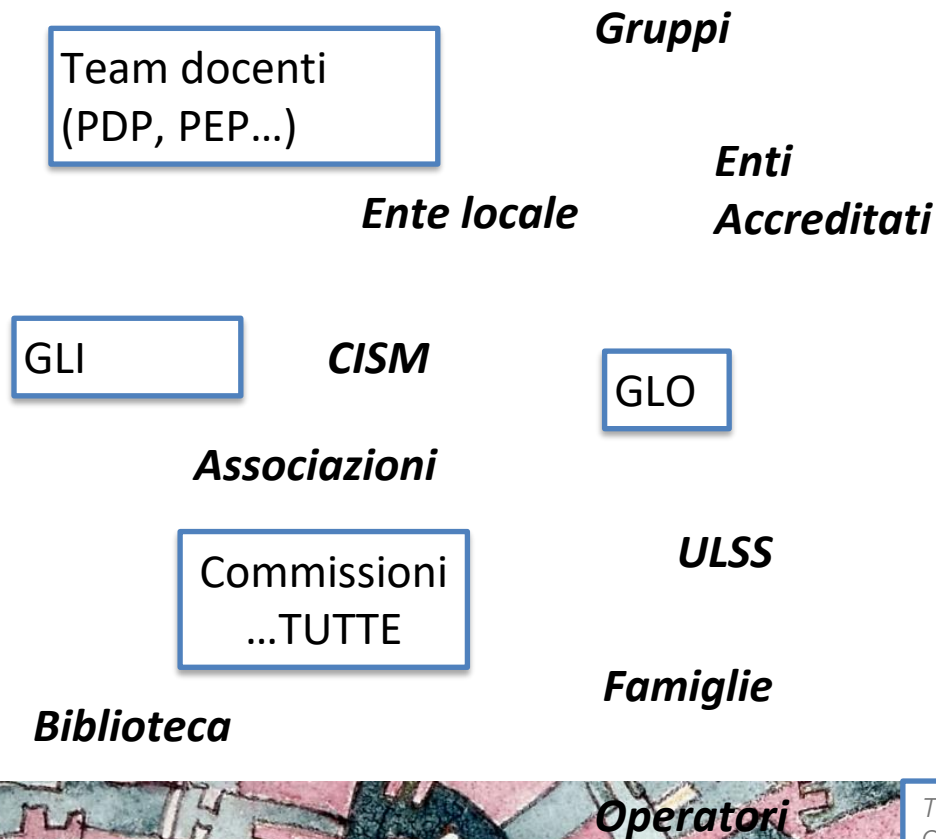 Gruppi
Team docenti
(PDP, PEP…)
Enti
Accreditati
Ente locale
GLI
CISM
GLO
Associazioni
ULSS
Commissioni
…TUTTE
Famiglie
Biblioteca
Operatori